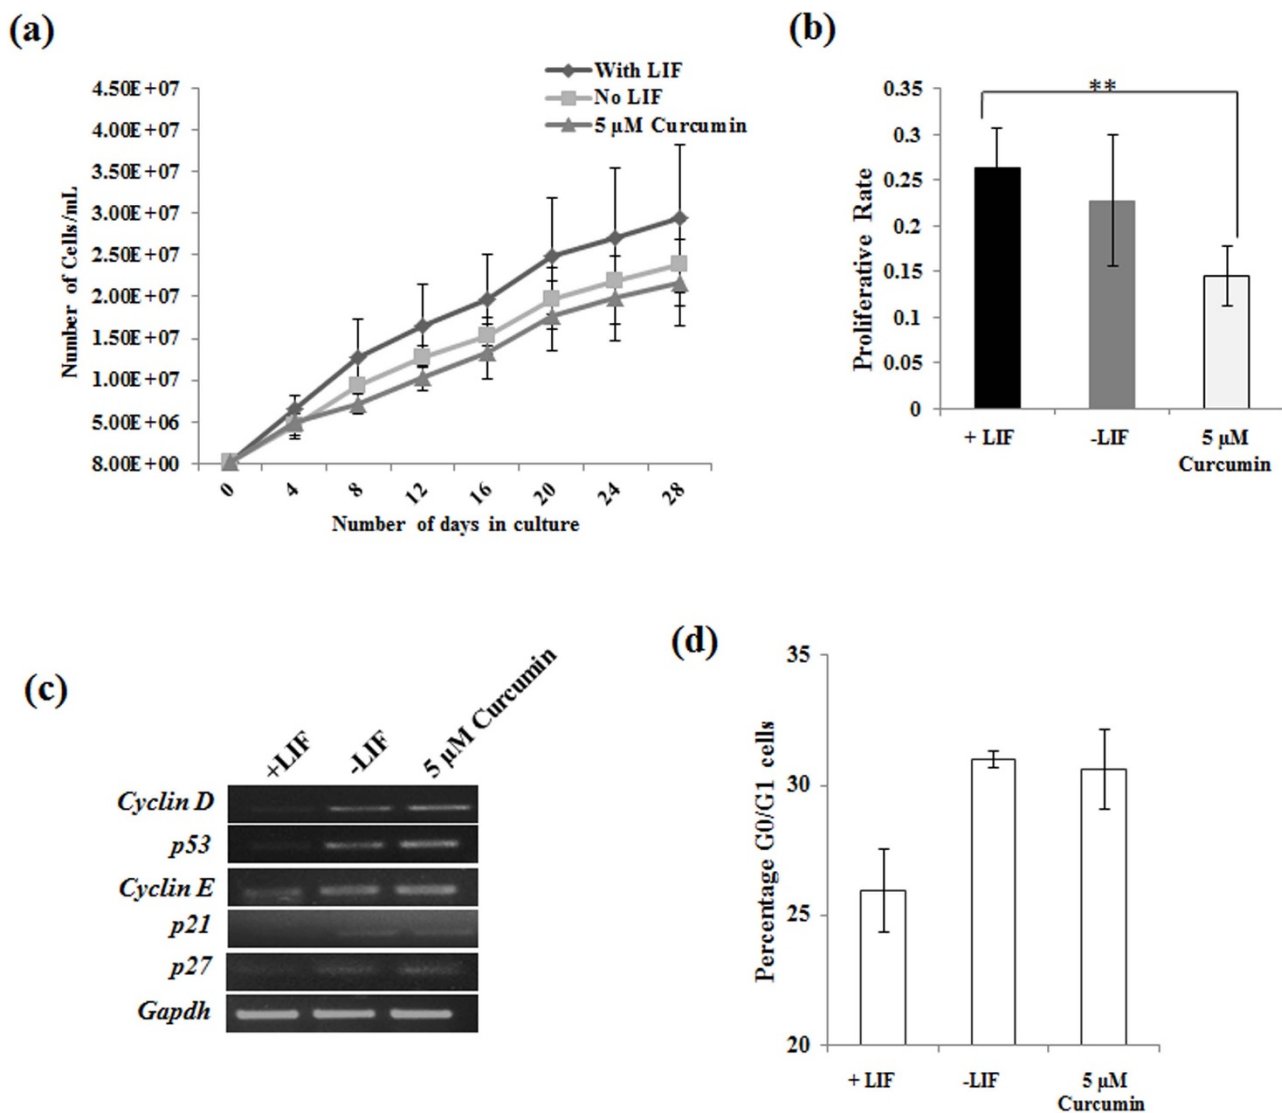 (a)
With LIF
No LIF
5 µM Curcumin
4.50E+07
4.00E+07
3.50E+07
3.00E+07
2.50E+07
2.00E+07
1.50E+07
1.00E+07
5.00E+06
8.00E+00
Number of Cells/mL
0 4 8 12 16 20 24 28
Number of days in culture
(b)
**
0.35
0.3
0.25
0.2
0.15
0.1
0.05
0
Proliferative Rate
+ LIF -LIF 5 µM
Curcumin
(c)
+LIF -LIF 5 µM Curcumin
Cyclin D
p53
Cyclin E
p21
p27
Gapdh
(d)
35
30
25
20
Percentage G0/G1 cells
+ LIF -LIF 5 µM
Curcumin